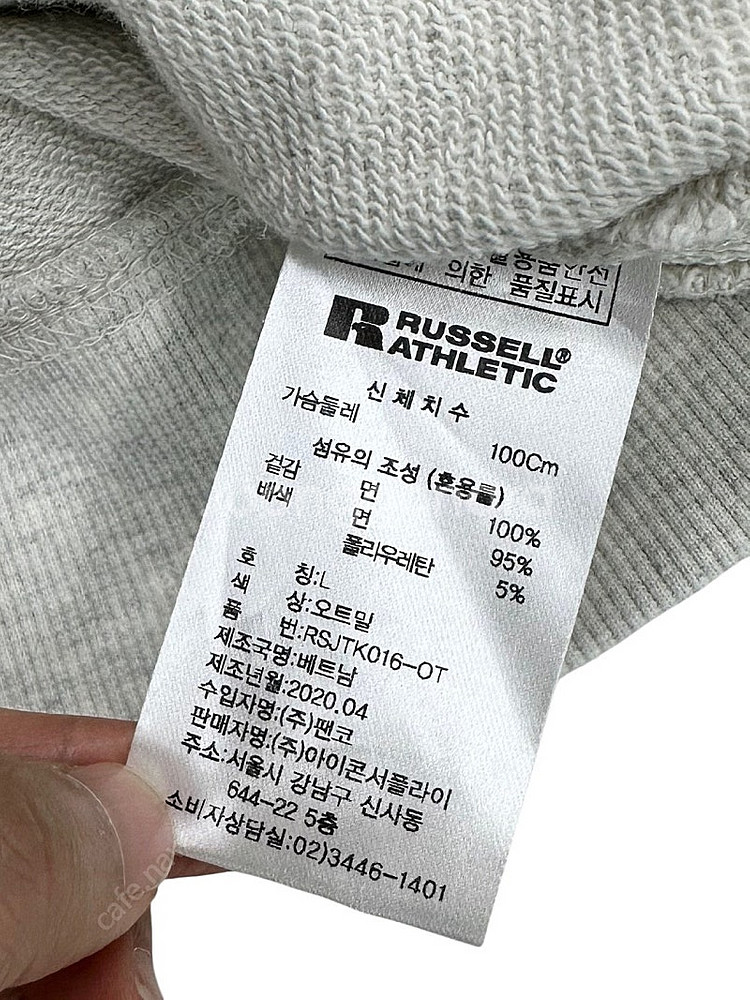 의한 품질표시
RUSSELL®
ATHLETIC
신체치수
가슴둘레 100Cm
섬유의 조성 (혼용률)
겉감 면 100%
배색 면 95%
폴리우레탄 5%
호 칭:L
색 상:오트밀
품 번:RSJTK016-OT
제조국명:베트남
제조년월:2020.04
수입자명:(주)팬코
판매자명:(주)아이콘서플라이
주소:서울시 강남구 신사동
644-22 5층
소비자상담실:02)3446-1401
cafe.na